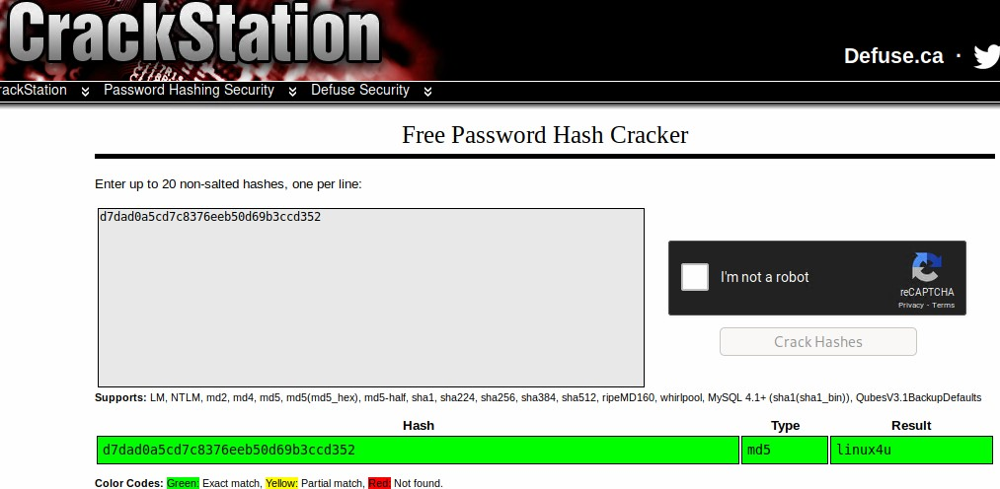 CrackStation
Defuse.ca ·
rackStation Password Hashing Security Defuse Security
Free Password Hash Cracker
Enter up to 20 non-salted hashes, one per line:
d7dad0a5cd7c8376eeb50d69b3ccd352
I'm not a robot
reCAPTCHA
Privacy - Terms
Crack Hashes
Supports: LM, NTLM, md2, md4, md5, md5(md5_hex), md5-half, sha1, sha224, sha256, sha384, sha512, ripeMD160, whirlpool, MySQL 4.1+ (sha1(sha1_bin)), QubesV3.1BackupDefaults
Hash Type Result
d7dad0a5cd7c8376eeb50d69b3ccd352 md5 linux4u
Color Codes: Green: Exact match, Yellow: Partial match, Red: Not found.